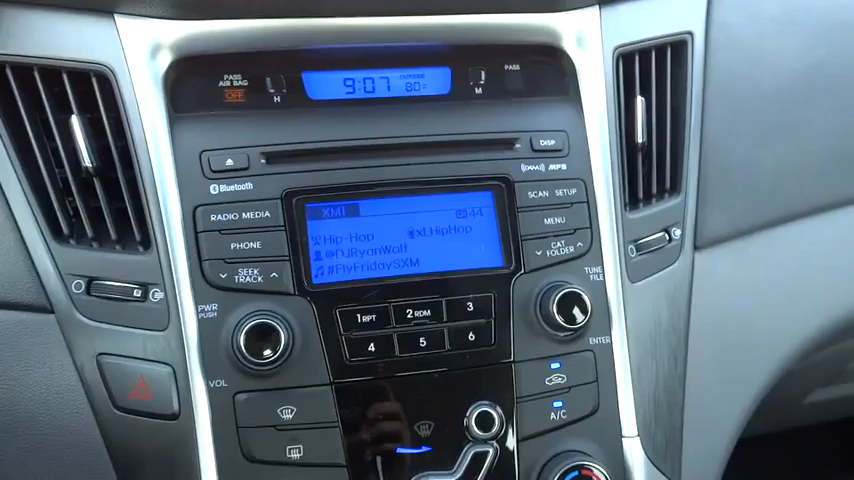 PASS AIR BAG OFF
H
9:07 OUTSIDE 80°F
M
PASS
DISP
Bluetooth
XM MP3
RADIO MEDIA
PHONE
SEEK TRACK
XM1
CH 44
Hip-Hop XLHipHop
@DJRyanWolf
#FlyFridaySXM
SCAN SETUP
MENU
CAT FOLDER
PWR PUSH
VOL
TUNE FILE
ENTER
1 RPT 2 RDM 3
4 5 6
A/C